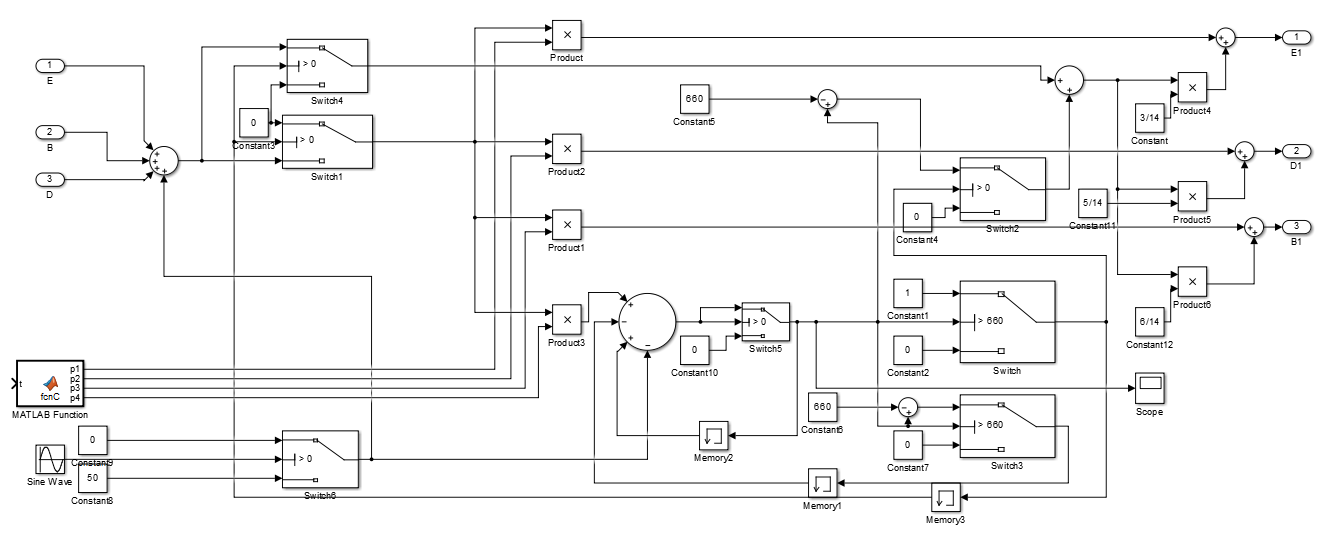 1
E
2
B
3
D
> 0
Switch4
0
Constant3
> 0
Switch1
×
Product
×
Product2
×
Product1
×
Product3
660
Constant5
> 0
0
Constant4
Switch2
×
Product4
3/14
Constant
×
Product5
5/14
Constant11
×
Product6
6/14
Constant12
1
E1
2
D1
3
B1
> 0
Switch5
0
Constant10
1
Constant1
> 660
0
Constant2
Switch
Scope
660
Constant6
> 660
0
Constant7
Switch3
Memory2
Memory1
Memory3
t
fcnC
p1
p2
p3
p4
MATLAB Function
0
Constant9
Sine Wave
50
Constant8
> 0
Switch6